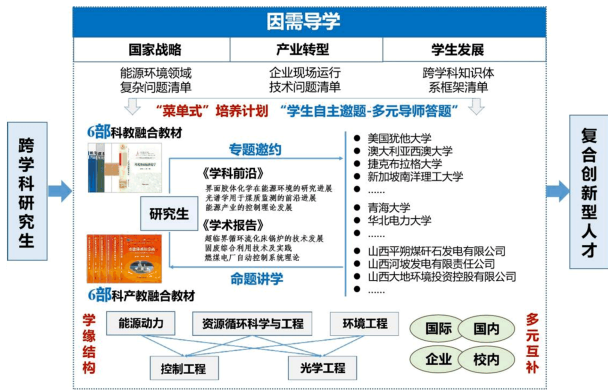 因需导学
国家战略
产业转型
学生发展
能源环境领域
复杂问题清单
企业现场运行
技术问题清单
跨学科知识体
系框架清单
“菜单式”培养计划
“学生自主邀题-多元导师答题”
跨学科研究生
6部科教融合教材
专题邀约
《学科前沿》
界面胶体化学在能源环境的研究进展
光谱学用于煤质监测的前沿进展
能源产业的控制理论发展
研究生
《学术报告》
超临界循环流化床锅炉的技术发展
固废综合利用技术及实践
燃煤电厂自动控制系统理论
命题讲学
6部科产教融合教材
美国犹他大学
澳大利亚西澳大学
捷克布拉格大学
新加坡南洋理工大学
……
青海大学
华北电力大学
……
山西平朔煤矸石发电有限公司
山西河坡发电有限责任公司
山西大地环境投资控股有限公司
……
复合创新型人才
学缘结构
能源动力
资源循环科学与工程
环境工程
控制工程
光学工程
国际
国内
企业
校内
多元互补